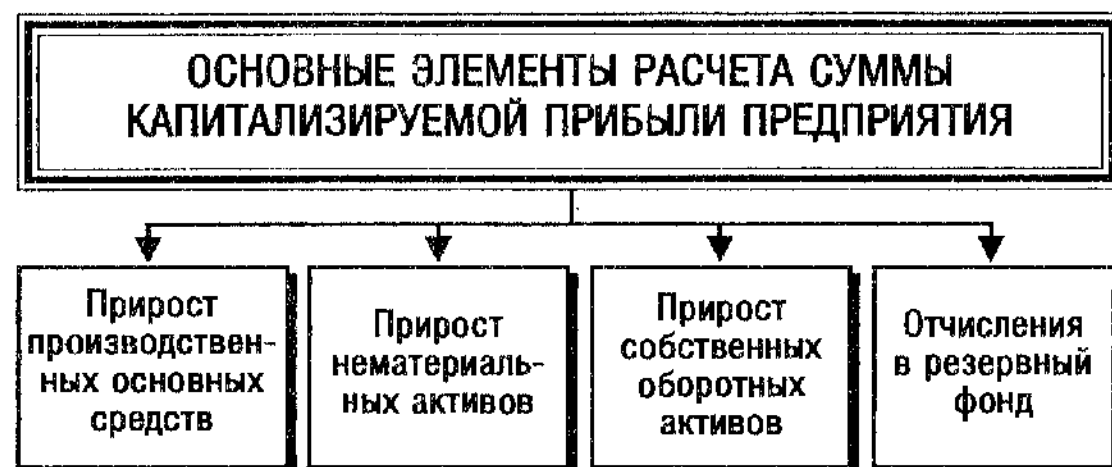 ОСНОВНЫЕ ЭЛЕМЕНТЫ РАСЧЕТА СУММЫ
КАПИТАЛИЗИРУЕМОЙ ПРИБЫЛИ ПРЕДПРИЯТИЯ
Прирост
производствен-
ных основных
средств
Прирост
нематериаль-
ных активов
Прирост
собственных
оборотных
активов
Отчисления
в резервный
фонд